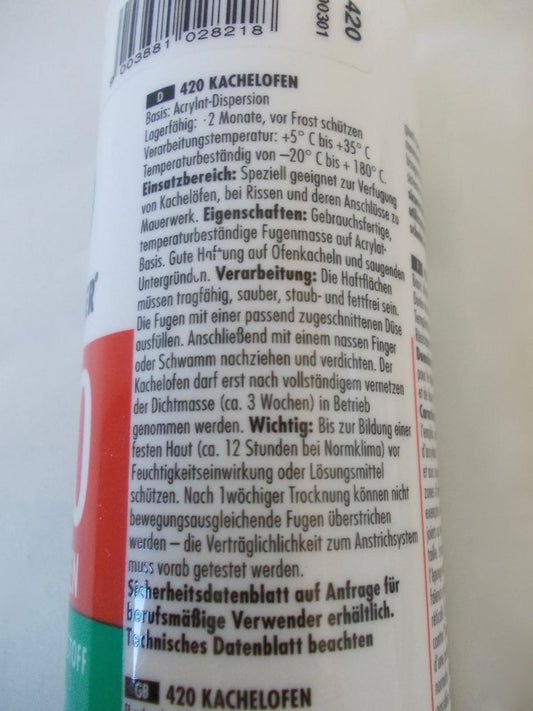 003881 028218
420
00301
D 420 KACHELOFEN
Basis: Acrylat-Dispersion
Lagerfähig: 2 Monate, vor Frost schützen
Verarbeitungstemperatur: +5° C bis +35° C
Temperaturbeständig von –20° C bis + 180° C.
Einsatzbereich: Speziell geeignet zur Verfugung
von Kachelöfen, bei Rissen und deren Anschlüsse zu
Mauerwerk. Eigenschaften: Gebrauchsfertige,
temperaturbeständige Fugenmasse auf Acrylat-
Basis. Gute Haftung auf Ofenkacheln und saugenden
Untergründen. Verarbeitung: Die Haftflächen
müssen tragfähig, sauber, staub- und fettfrei sein.
Die Fugen mit einer passend zugeschnittenen Düse
ausfüllen. Anschließend mit einem nassen Finger
oder Schwamm nachziehen und verdichten. Der
Kachelofen darf erst nach vollständigem vernetzen
der Dichtmasse (ca. 3 Wochen) in Betrieb
genommen werden. Wichtig: Bis zur Bildung einer
festen Haut (ca. 12 Stunden bei Normklima) vor
Feuchtigkeitseinwirkung oder Lösungsmittel
schützen. Nach 1wöchiger Trocknung können nicht
bewegungsausgleichende Fugen überstrichen
werden – die Verträglichlichkeit zum Anstrichsystem
muss vorab getestet werden.
Sicherheitsdatenblatt auf Anfrage für
berufsmäßige Verwender erhältlich.
Technisches Datenblatt beachten
GB 420 KACHELOFEN